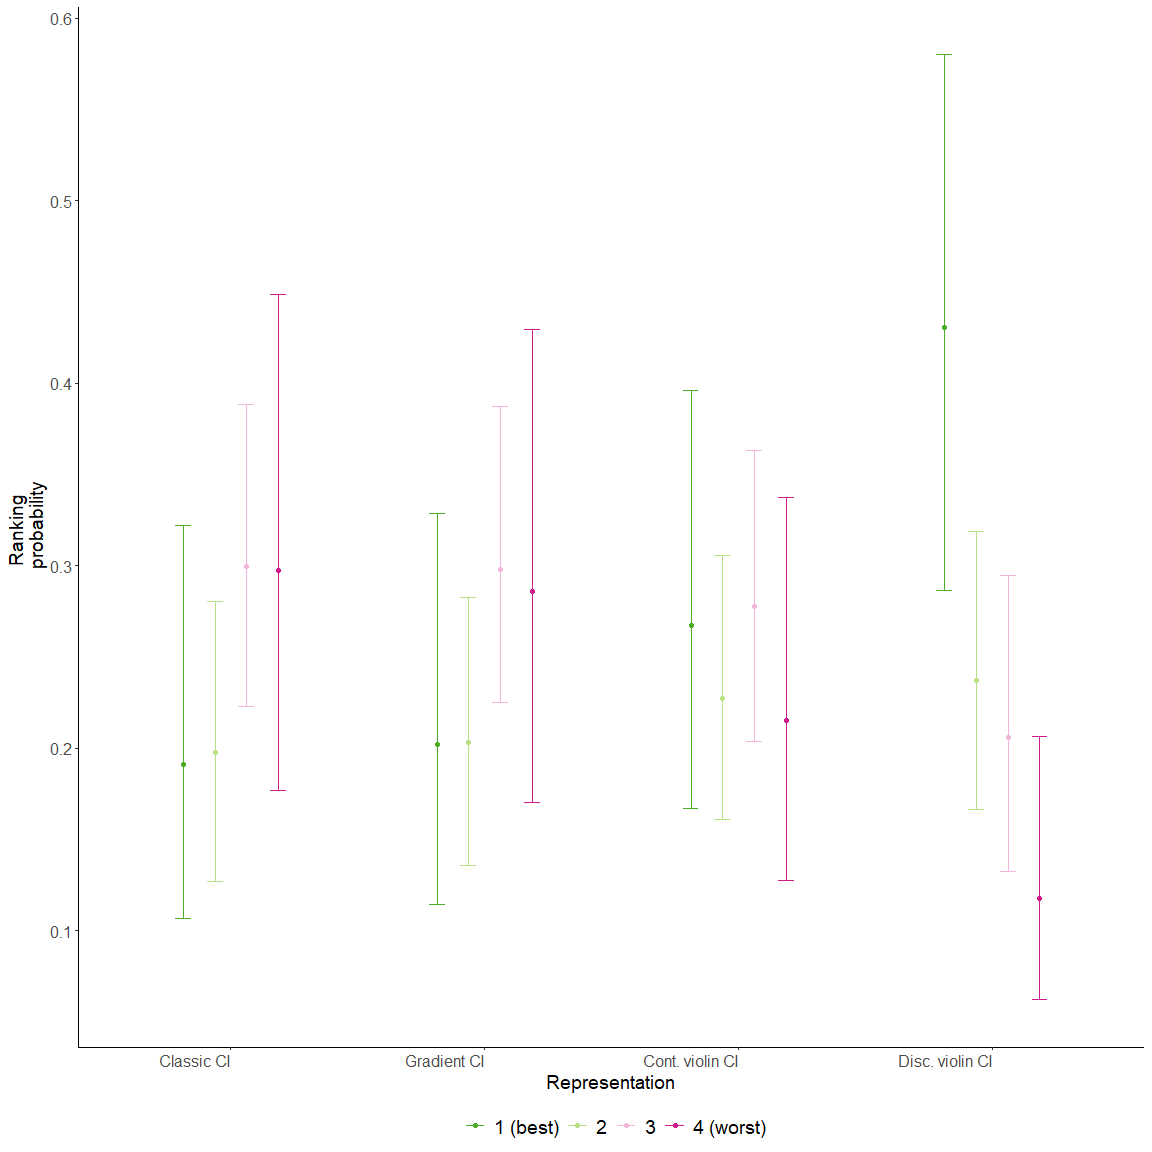 0.6
0.5
0.4
0.3
0.2
0.1
Ranking
probability
Classic CI
Gradient CI
Cont. violin CI
Disc. violin CI
Representation
1 (best)
2
3
4 (worst)